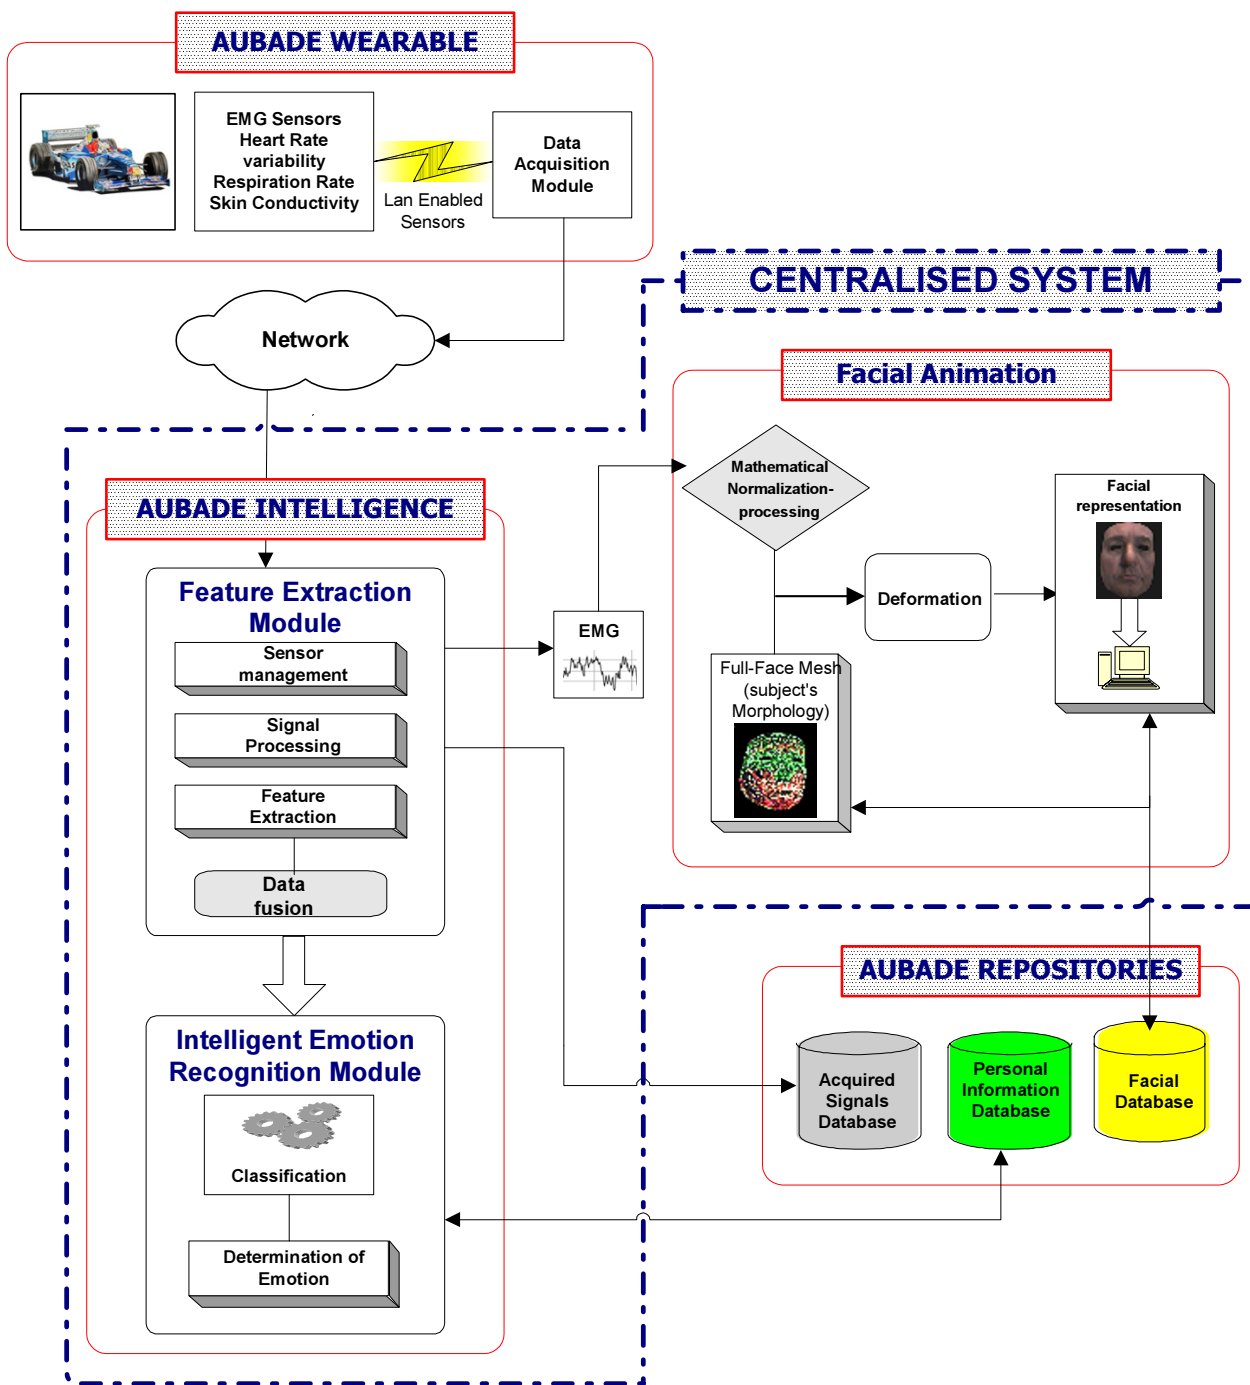 AUBADE WEARABLE
EMG Sensors
Heart Rate
variability
Respiration Rate
Skin Conductivity
Lan Enabled
Sensors
Data
Acquisition
Module
CENTRALISED SYSTEM
Network
Facial Animation
Mathematical
Normalization-
processing
Facial
representation
AUBADE INTELLIGENCE
Feature Extraction
Module
Sensor
management
Signal
Processing
Feature
Extraction
Data
fusion
EMG
Deformation
Full-Face Mesh
(subject's
Morphology)
AUBADE REPOSITORIES
Acquired
Signals
Database
Personal
Information
Database
Facial
Database
Intelligent Emotion
Recognition Module
Classification
Determination of
Emotion